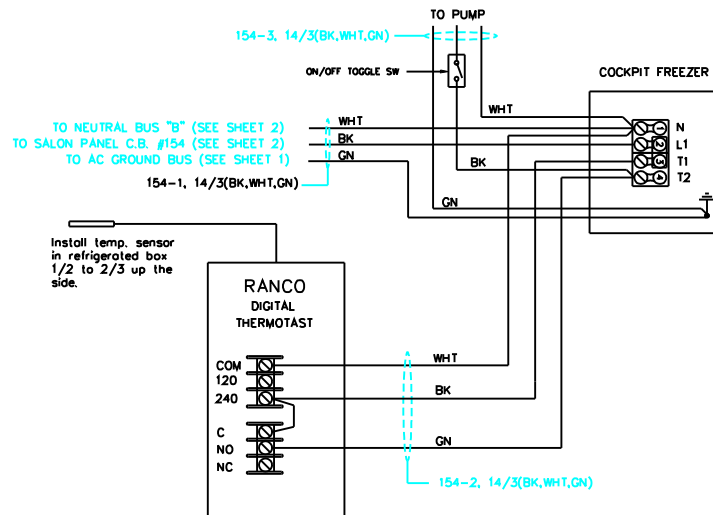 TO PUMP
154-3, 14/3(BK,WHT,GN)
ON/OFF TOGGLE SW
COCKPIT FREEZER
WHT
WHT
TO NEUTRAL BUS "B" (SEE SHEET 2)
1 N
BK
TO SALON PANEL C.B. #154 (SEE SHEET 2)
2 L1
GN
TO AC GROUND BUS (SEE SHEET 1)
BK
3 T1
4 T2
154-1, 14/3(BK,WHT,GN)
GN
Install temp. sensor
in refrigerated box
1/2 to 2/3 up the
side.
RANCO
DIGITAL
THERMOTAST
COM
WHT
120
240
BK
C
NO
GN
NC
154-2, 14/3(BK,WHT,GN)